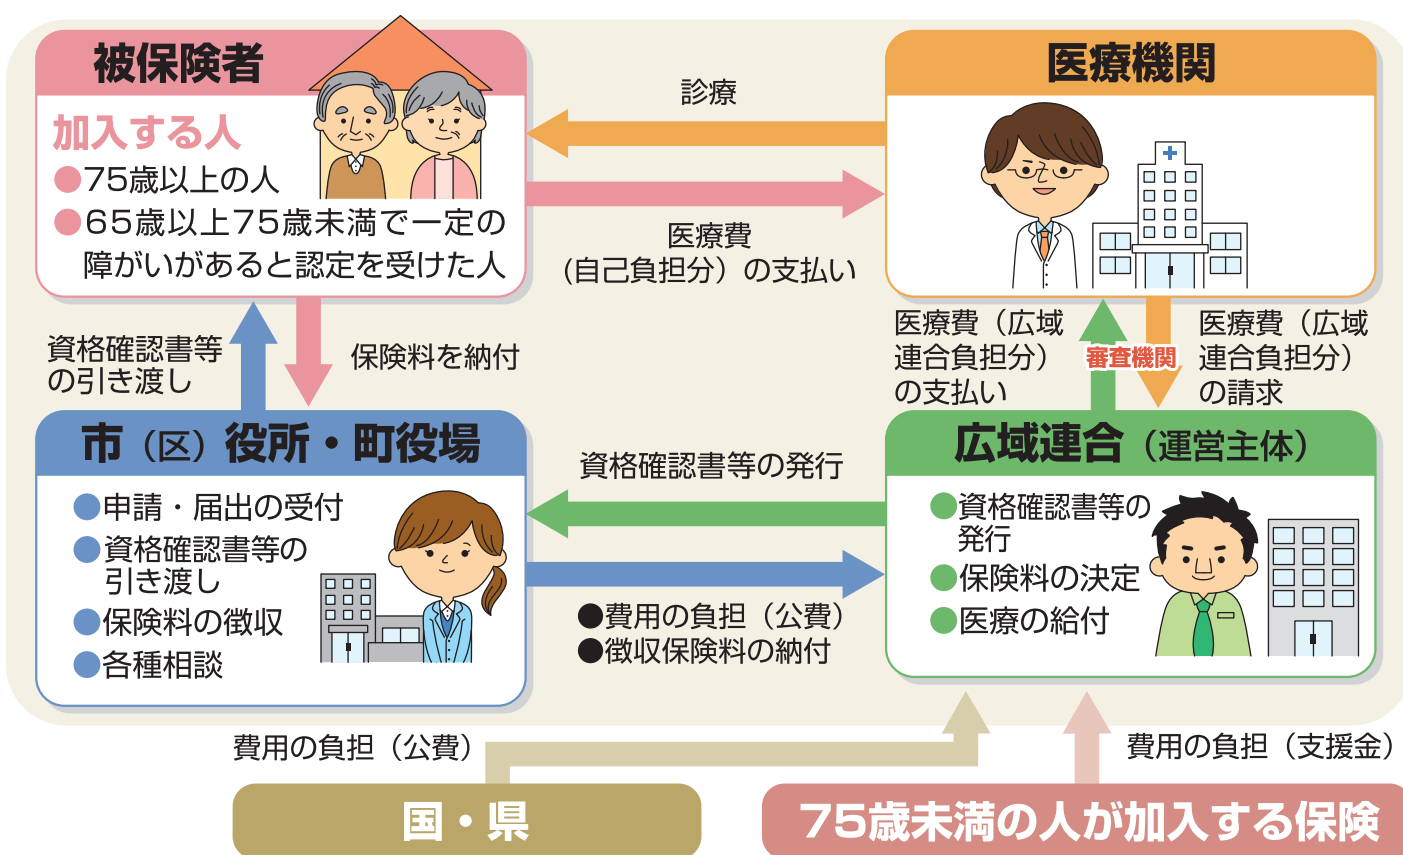 被保険者
加入する人
●75歳以上の人
●65歳以上75歳未満で一定の
障がいがあると認定を受けた人
診療
医療費
(自己負担分）の支払い
医療機関
資格確認書等
の引き渡し
保険料を納付
医療費（広域
連合負担分）
の支払い
審査機関
医療費（広域
連合負担分）
の請求
市（区）役所・町役場
●申請・届出の受付
●資格確認書等の
引き渡し
●保険料の徴収
●各種相談
資格確認書等の発行
●費用の負担（公費）
●徴収保険料の納付
広域連合（運営主体）
●資格確認書等の
発行
●保険料の決定
●医療の給付
費用の負担（公費）
費用の負担（支援金）
国・県
75歳未満の人が加入する保険